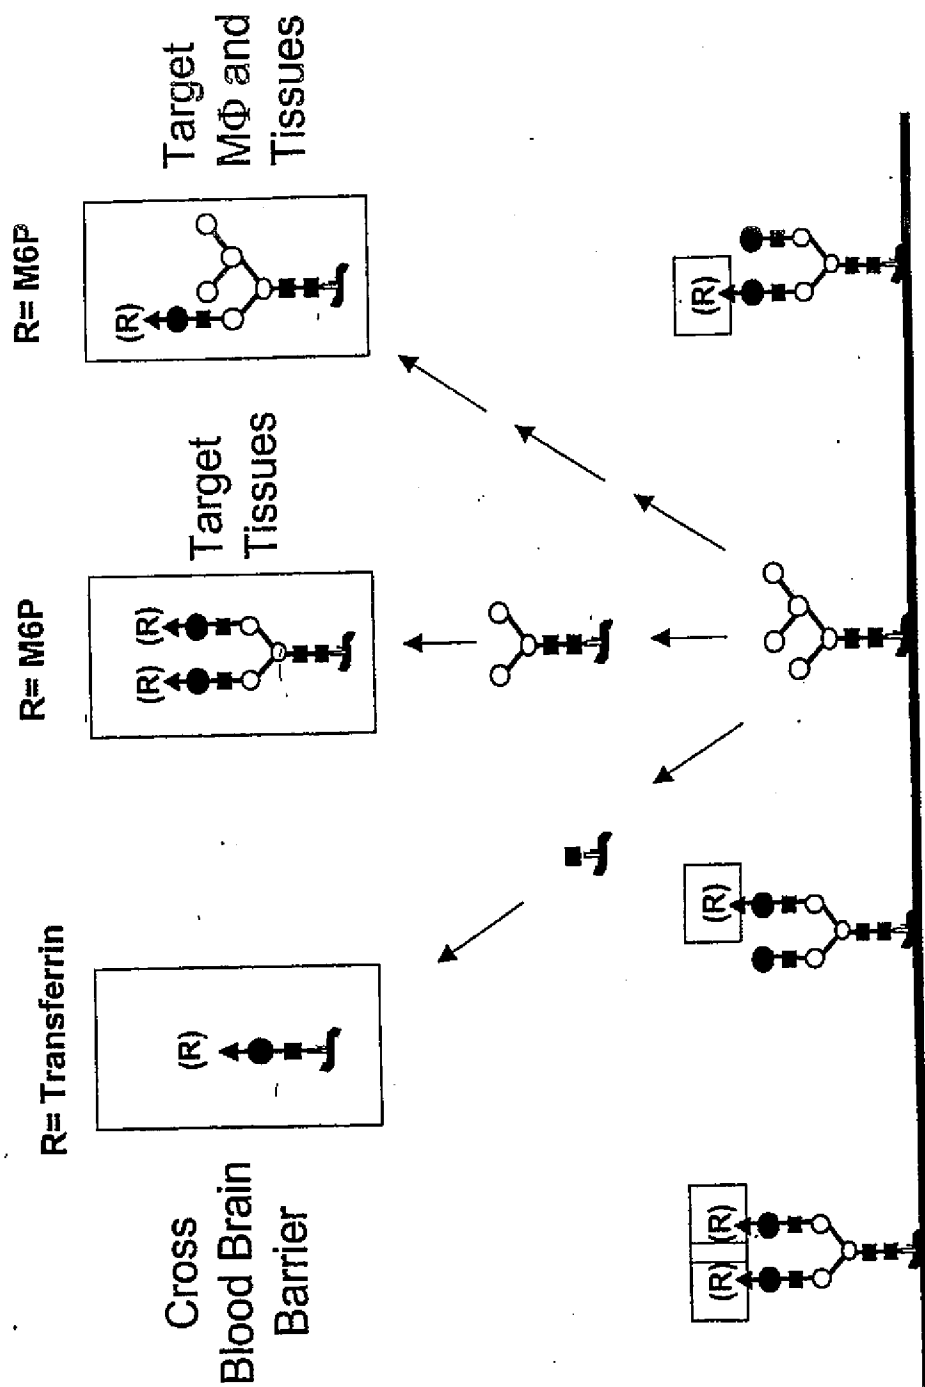 R= Transferrin
R= M6P
R= M6P
Cross
Blood Brain
Barrier
(R)
(R) (R)
Target
Tissues
(R)
Target
MΦ and
Tissues
(R) (R)
(R)
(R)